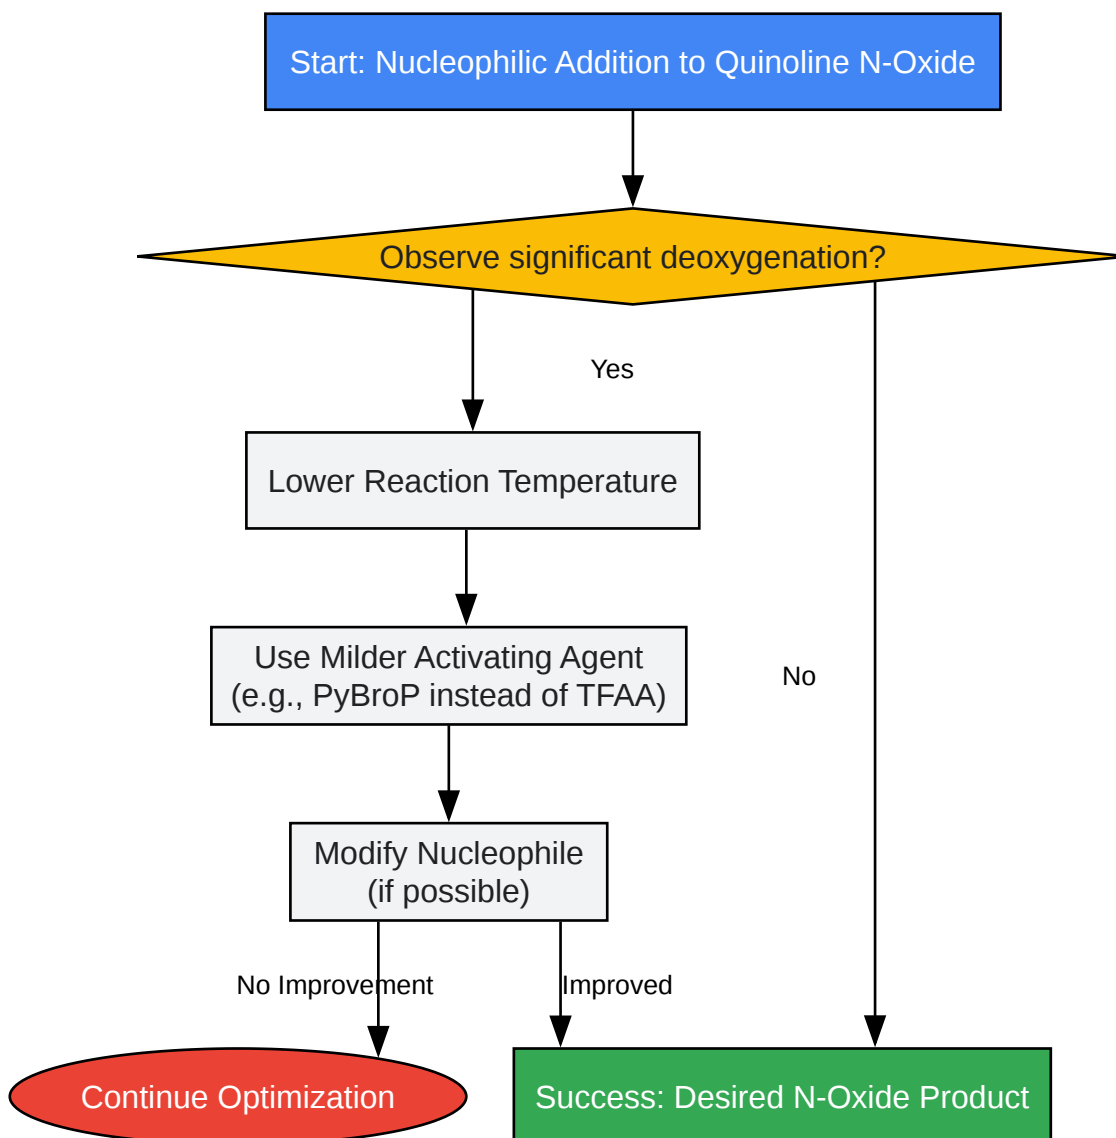 Start: Nucleophilic Addition to Quinoline N-Oxide
Observe significant deoxygenation?
Yes
Lower Reaction Temperature
Use Milder Activating Agent
(e.g., PyBroP instead of TFAA)
No
Modify Nucleophile
(if possible)
No Improvement
Improved
Continue Optimization
Success: Desired N-Oxide Product